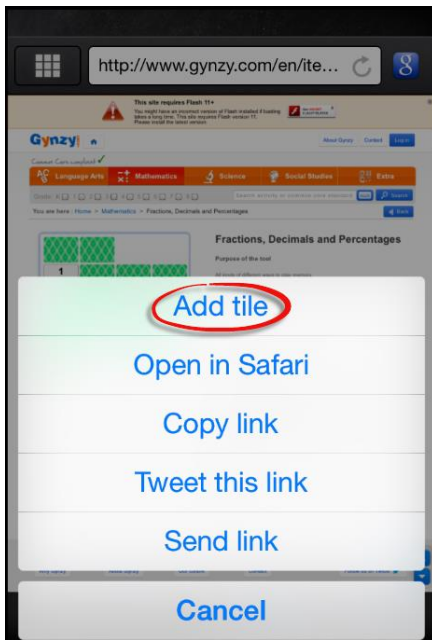 http://www.gynzy.com/en/ite...
8
This site requires Flash 11+
Gynzy!
About Gynzy Contact Log in
Common Core compliant
Language Arts Mathematics Science Social Studies Extra
Search
You are here : Home > Mathematics > Fractions, Decimals and Percentages
Back
Fractions, Decimals and Percentages
Purpose of the tool
1
Add tile
Open in Safari
Copy link
Tweet this link
Send link
Cancel